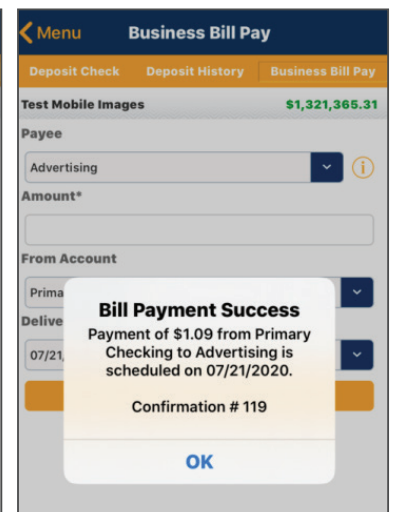 Menu
Business Bill Pay
Deposit Check
Deposit History
Business Bill Pay
Test Mobile Images
$1,321,365.31
Payee
Advertising
Amount*
From Account
Prima
Delive
07/21
Bill Payment Success
Payment of $1.09 from Primary
Checking to Advertising is
scheduled on 07/21/2020.
Confirmation # 119
OK